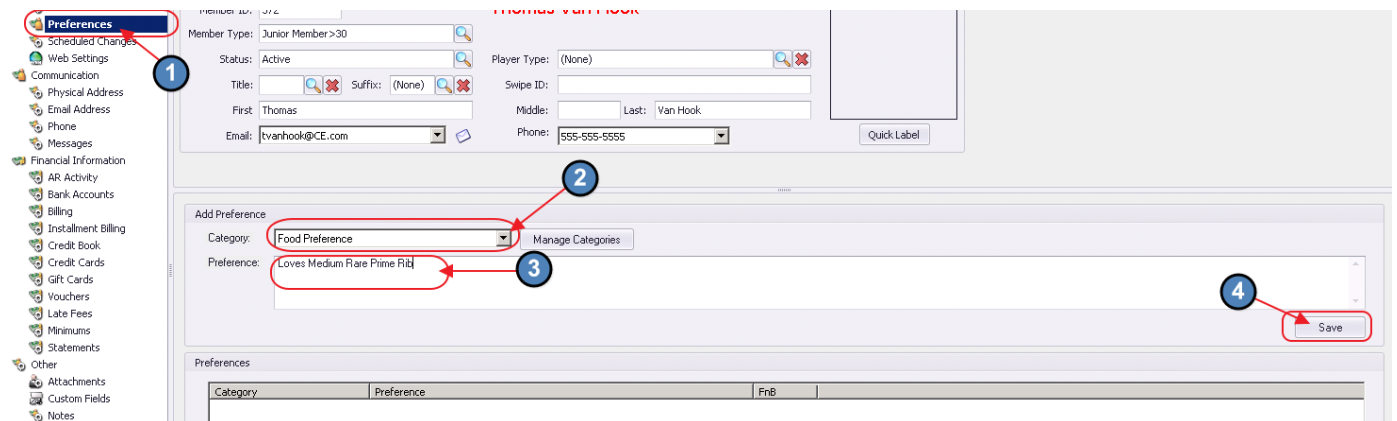 Member ID: 572 Thomas Van Hook
Preferences
Scheduled Changes
Web Settings
Communication
Physical Address
Email Address
Phone
Messages
Financial Information
AR Activity
Bank Accounts
Billing
Installment Billing
Credit Book
Credit Cards
Gift Cards
Vouchers
Late Fees
Minimums
Statements
Other
Attachments
Custom Fields
Notes
1
Member Type: Junior Member>30
Status: Active Player Type: (None)
Title: Suffix: (None) Swipe ID:
First Thomas Middle: Last: Van Hook
Email: tvanhook@CE.com Phone: 555-555-5555 Quick Label
2
Add Preference
Category: Food Preference Manage Categories
Preference: Loves Medium Rare Prime Rib
3
4
Save
Preferences
Category Preference FnB